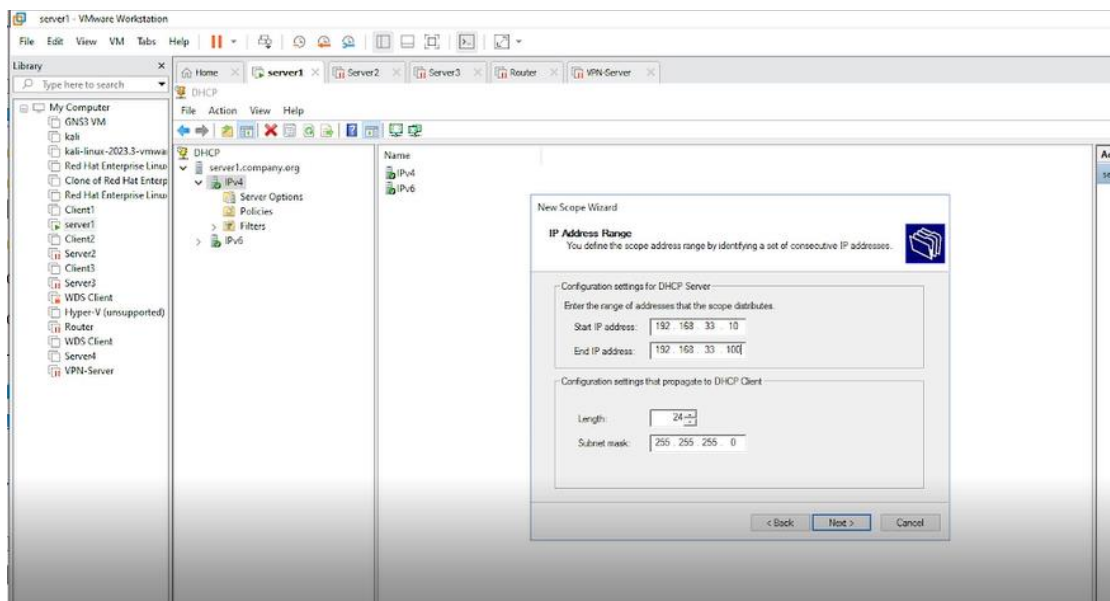 server1 - VMware Workstation
File Edit View VM Tabs Help
Library
Type here to search
My Computer
GNS3 VM
kali
kali-linux-2023.3-vmwa
Red Hat Enterprise Linu
Clone of Red Hat Enterp
Red Hat Enterprise Linu
Client1
server1
Client2
Server2
Client3
Server3
WDS Client
Hyper-V (unsupported)
Router
WDS Client
Server4
VPN-Server
Home server1 Server2 Server3 Router VPN-Server
DHCP
File Action View Help
DHCP
server1.company.org
IPv4
Server Options
Policies
Filters
IPv6
Name
IPv4
IPv6
New Scope Wizard
IP Address Range
You define the scope address range by identifying a set of consecutive IP addresses.
Configuration settings for DHCP Server
Enter the range of addresses that the scope distributes.
Start IP address: 192 . 168 . 33 . 10
End IP address: 192 . 168 . 33 . 100
Configuration settings that propagate to DHCP Client
Length: 24
Subnet mask: 255 . 255 . 255 . 0
< Back Next > Cancel